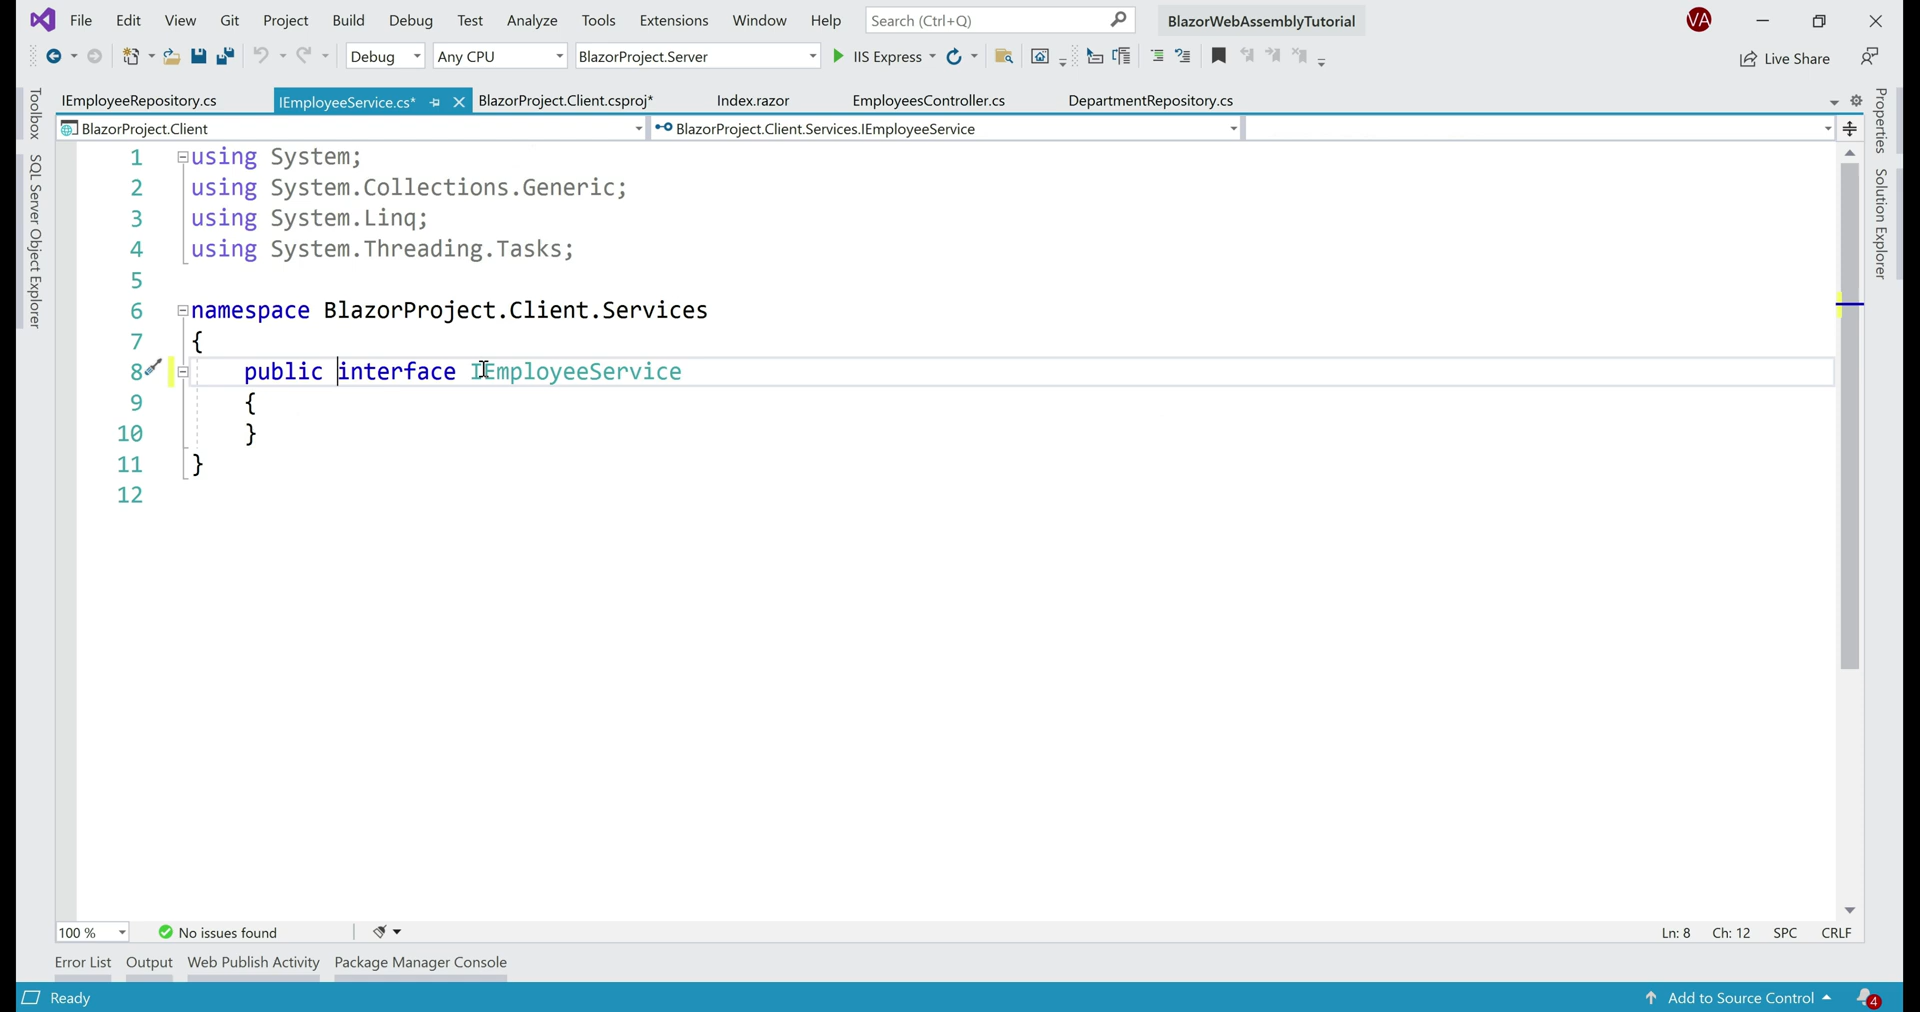 File Edit View Git Project Build Debug Test Analyze Tools Extensions Window Help Search (Ctrl+Q) BlazorWebAssemblyTutorial VA
Debug Any CPU BlazorProject.Server IIS Express Live Share
IEmployeeRepository.cs IEmployeeService.cs* BlazorProject.Client.csproj* Index.razor EmployeesController.cs DepartmentRepository.cs
BlazorProject.Client BlazorProject.Client.Services.IEmployeeService
Toolbox
SQL Server Object Explorer
1 using System;
2 using System.Collections.Generic;
3 using System.Linq;
4 using System.Threading.Tasks;
5
6 namespace BlazorProject.Client.Services
7 {
8 public interface IEmployeeService
9 {
10 }
11 }
12
Properties
Solution Explorer
100 % No issues found Ln: 8 Ch: 12 SPC CRLF
Error List Output Web Publish Activity Package Manager Console
Ready Add to Source Control 4